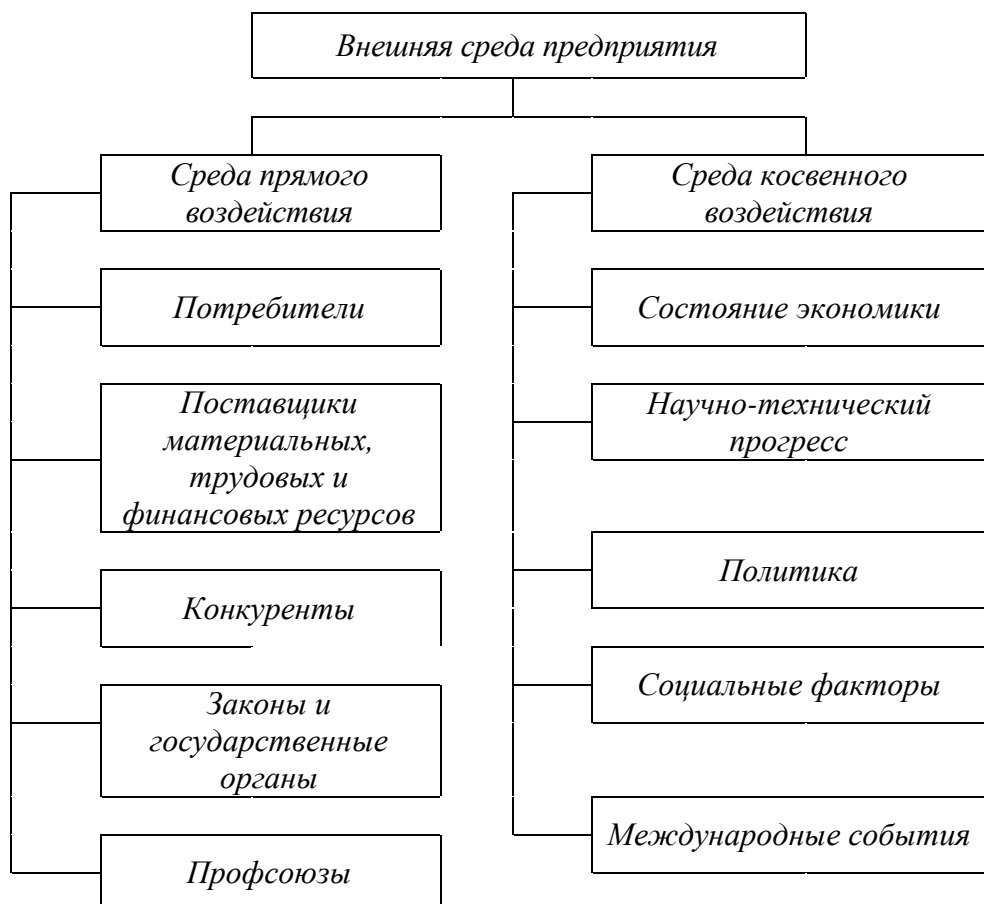 Внешняя среда предприятия
Среда прямого
воздействия
Потребители
Поставщики
материальных,
трудовых и
финансовых ресурсов
Конкуренты
Законы и
государственные
органы
Профсоюзы
Среда косвенного
воздействия
Состояние экономики
Научно-технический
прогресс
Политика
Социальные факторы
Международные события